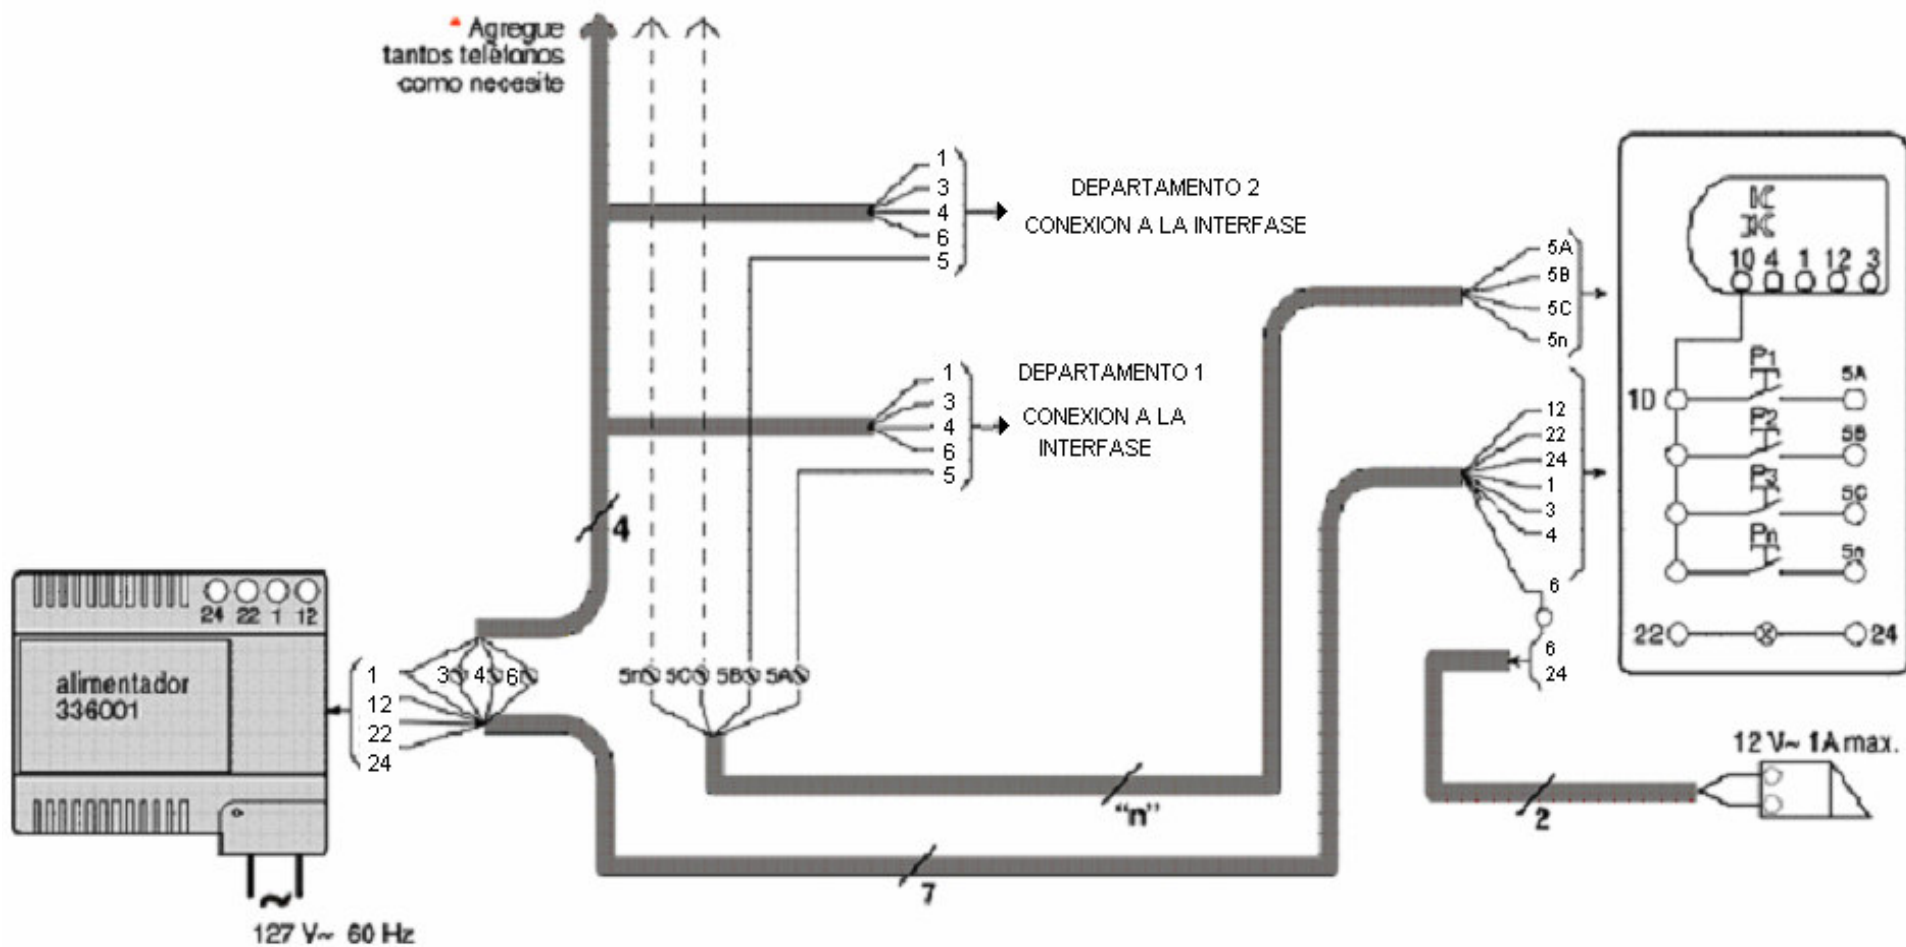 * Agregue
tantos teléfonos
como necesite
1
3
4
6
5
DEPARTAMENTO 2
CONEXION A LA INTERFASE
1
3
4
6
5
DEPARTAMENTO 1
CONEXION A LA
INTERFASE
4
24 22 1 12
alimentador
336001
127 V~ 60 Hz
1
12
22
24
3 4 6
5n 5C 5B 5A
"n"
7
5A
5B
5C
5n
12
22
24
1
3
4
6
6
24
2
12 V~ 1A max.
10 4 1 12 3
10
P1 5A
P2 5B
P3 5C
Pn 5n
22 24